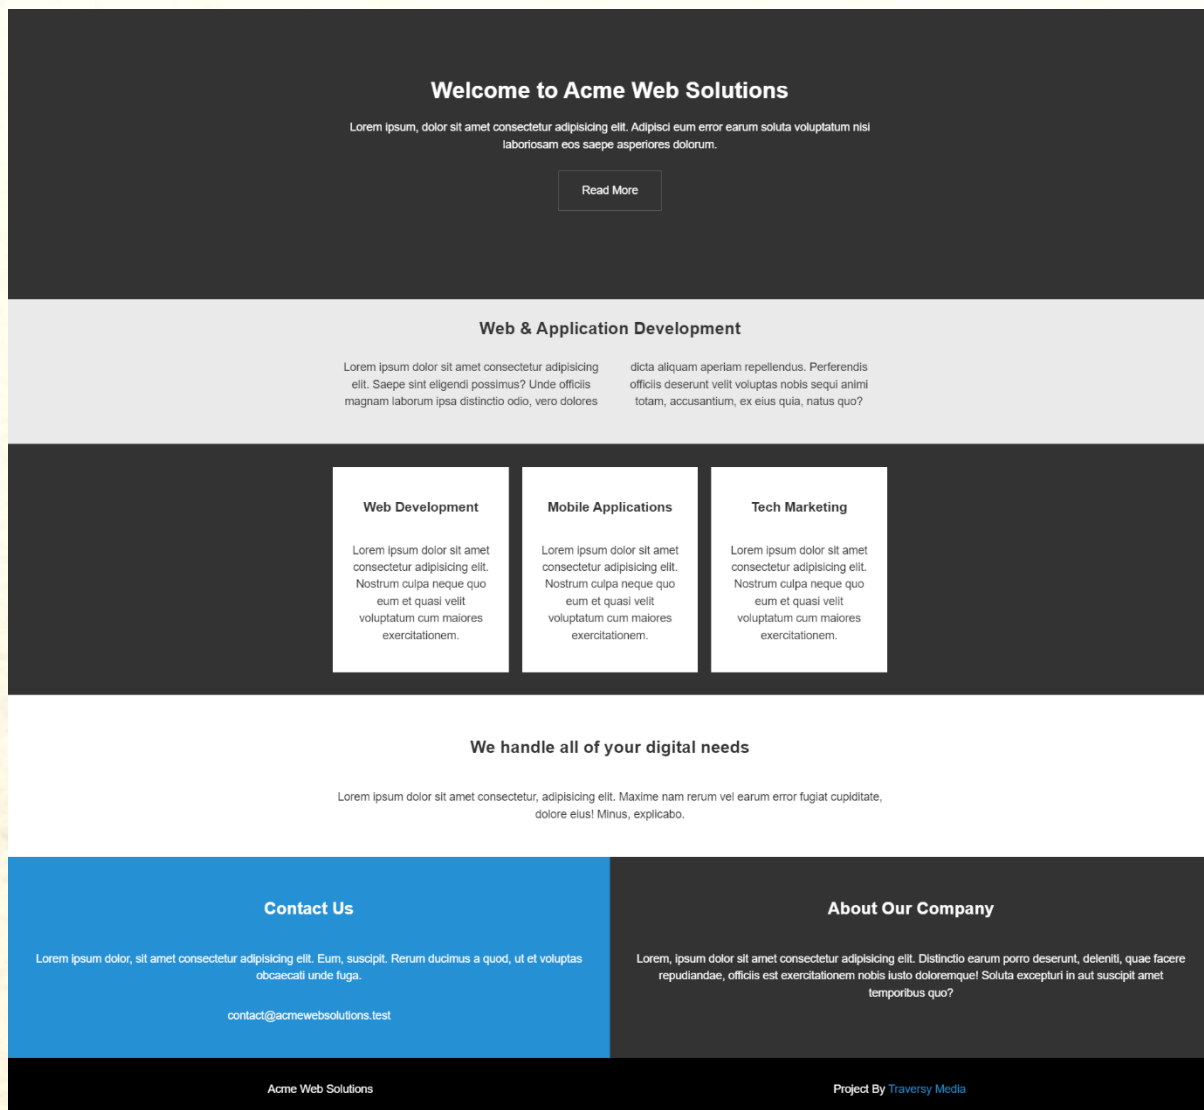 Welcome to Acme Web Solutions
Lorem ipsum, dolor sit amet consectetur adipisicing elit. Adipisci eum error earum soluta voluptatum nisi
laboriosam eos saepe asperiores dolorum.
Read More
Web & Application Development
Lorem ipsum dolor sit amet consectetur adipisicing
elit. Saepe sint eligendi possimus? Unde officiis
magnam laborum ipsa distinctio odio, vero dolores
dicta aliquam aperiam repellendus. Perferendis
officiis deserunt velit voluptas nobis sequi animi
totam, accusantium, ex eius quia, natus quo?
Web Development
Lorem ipsum dolor sit amet
consectetur adipisicing elit.
Nostrum culpa neque quo
eum et quasi velit
voluptatum cum maiores
exercitationem.
Mobile Applications
Lorem ipsum dolor sit amet
consectetur adipisicing elit.
Nostrum culpa neque quo
eum et quasi velit
voluptatum cum maiores
exercitationem.
Tech Marketing
Lorem ipsum dolor sit amet
consectetur adipisicing elit.
Nostrum culpa neque quo
eum et quasi velit
voluptatum cum maiores
exercitationem.
We handle all of your digital needs
Lorem ipsum dolor sit amet consectetur, adipisicing elit. Maxime nam rerum vel earum error fugiat cupiditate,
dolore eius! Minus, explicabo.
Contact Us
Lorem ipsum dolor, sit amet consectetur adipisicing elit. Eum, suscipit. Rerum ducimus a quod, ut et voluptas
obcaecati unde fuga.
contact@acmewebsolutions.test
About Our Company
Lorem, ipsum dolor sit amet consectetur adipisicing elit. Distinctio earum porro deserunt, deleniti, quae facere
repudiandae, officiis est exercitationem nobis iusto doloremque! Soluta excepturi in aut suscipit amet
temporibus quo?
Acme Web Solutions
Project By Traversy Media